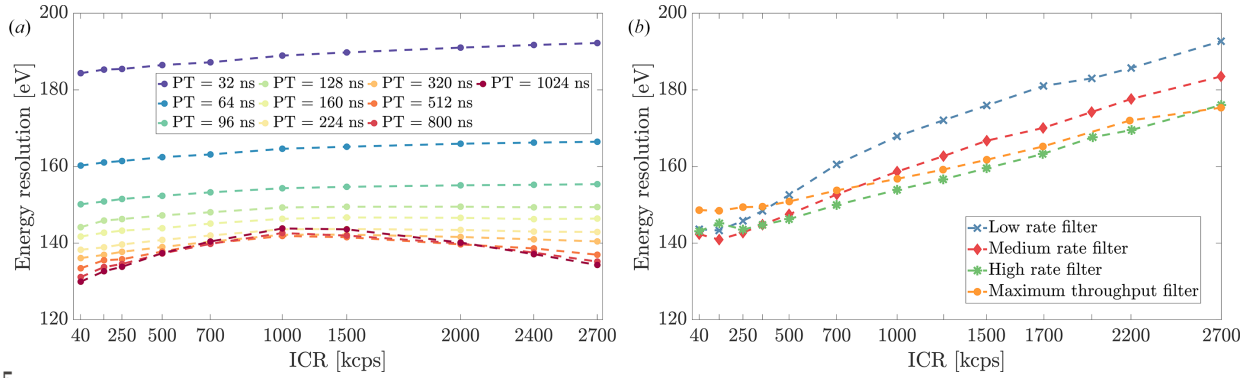 (a)
200
180
160
140
120
Energy resolution [eV]
PT = 32 ns PT = 128 ns PT = 320 ns PT = 1024 ns
PT = 64 ns PT = 160 ns PT = 512 ns
PT = 96 ns PT = 224 ns PT = 800 ns
40 250 500 700 1000 1500 2000 2400 2700
ICR [kcps]
(b)
200
180
160
140
120
Energy resolution [eV]
Low rate filter
Medium rate filter
High rate filter
Maximum throughput filter
40 250 500 700 1000 1500 1700 2200 2700
ICR [kcps]